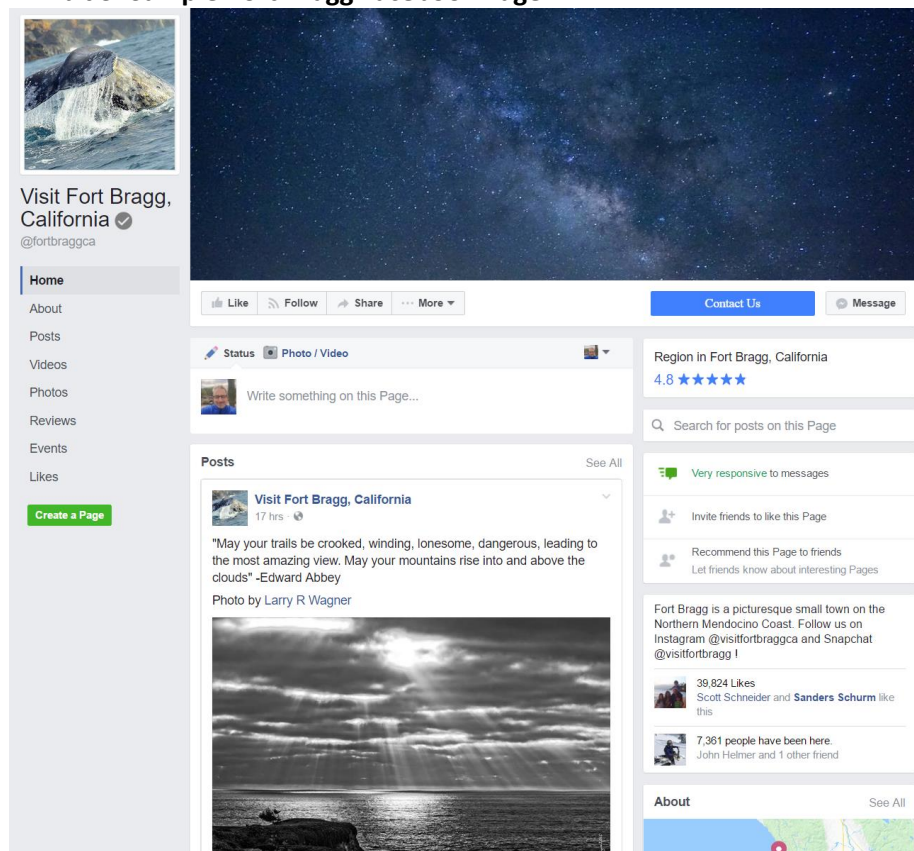 Visit Fort Bragg,
California
@fortbraggca
Home
About
Posts
Videos
Photos
Reviews
Events
Likes
Create a Page
Like
Follow
Share
More
Contact Us
Message
Status
Photo / Video
Write something on this Page...
Posts
See All
Visit Fort Bragg, California
17 hrs ·
"May your trails be crooked, winding, lonesome, dangerous, leading to
the most amazing view. May your mountains rise into and above the
clouds" -Edward Abbey
Photo by Larry R Wagner
Region in Fort Bragg, California
4.8 ★★★★★
Search for posts on this Page
Very responsive to messages
Invite friends to like this Page
Recommend this Page to friends
Let friends know about interesting Pages
Fort Bragg is a picturesque small town on the
Northern Mendocino Coast. Follow us on
Instagram @visitfortbraggca and Snapchat
@visitfortbragg !
39,824 Likes
Scott Schneider and Sanders Schurm like
this
7,361 people have been here.
John Helmer and 1 other friend
About
See All